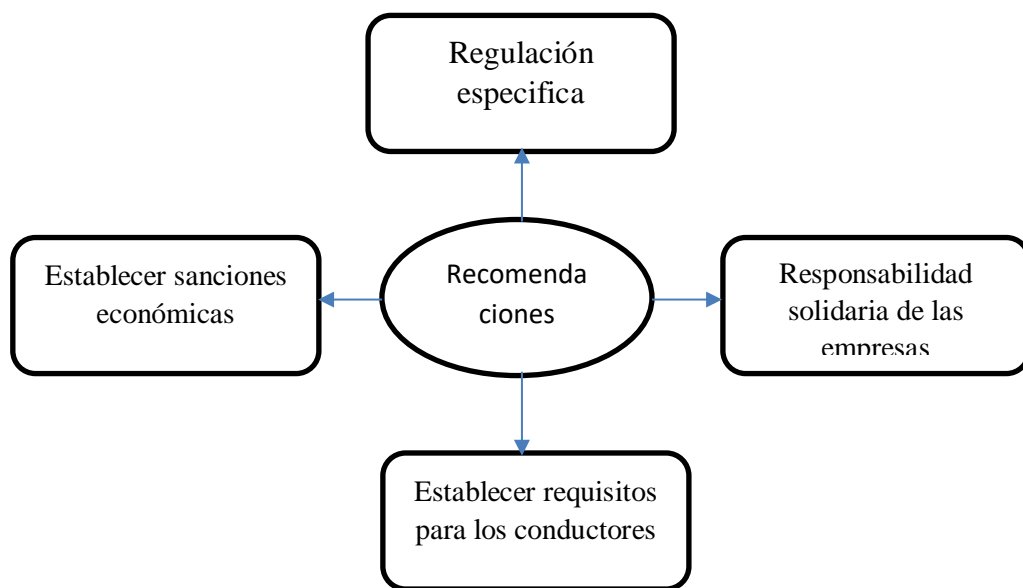 Regulación
especifica
Establecer sanciones
económicas
Recomenda
ciones
Responsabilidad
solidaria de las
empresas
Establecer requisitos
para los conductores